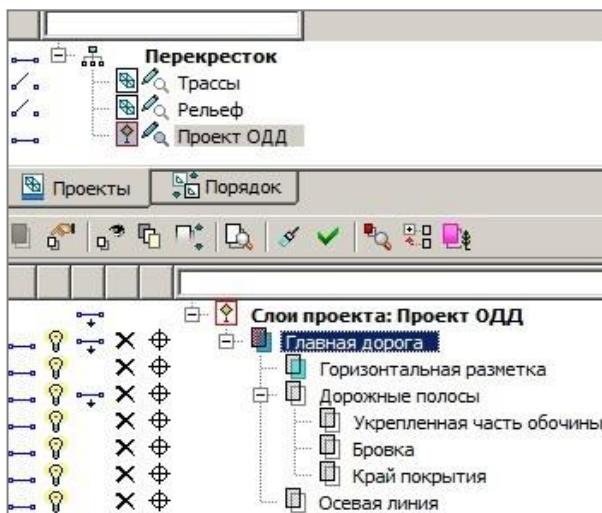 Перекресток
Трассы
Рельеф
Проект ОДД
Проекты Порядок
Слои проекта: Проект ОДД
Главная дорога
Горизонтальная разметка
Дорожные полосы
Укрепленная часть обочины
Бровка
Край покрытия
Осевая линия